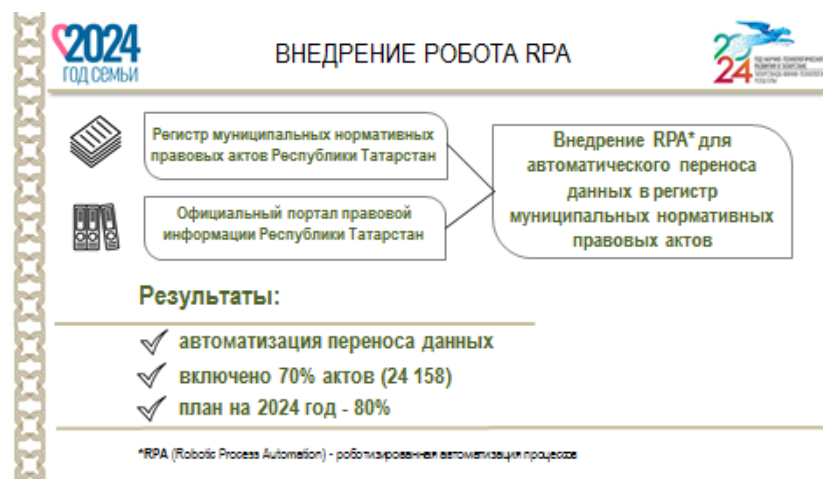 2024
ГОД СЕМЬИ
ВНЕДРЕНИЕ РОБОТА RPA
20
24
Регистр муниципальных нормативных
правовых актов Республики Татарстан
Официальный портал правовой
информации Республики Татарстан
Внедрение RPA* для
автоматического переноса
данных в регистр
муниципальных нормативных
правовых актов
Результаты:
автоматизация переноса данных
включено 70% актов (24 158)
план на 2024 год - 80%
*RPA (Robotic Process Automation) - роботизированная автоматизация процессов